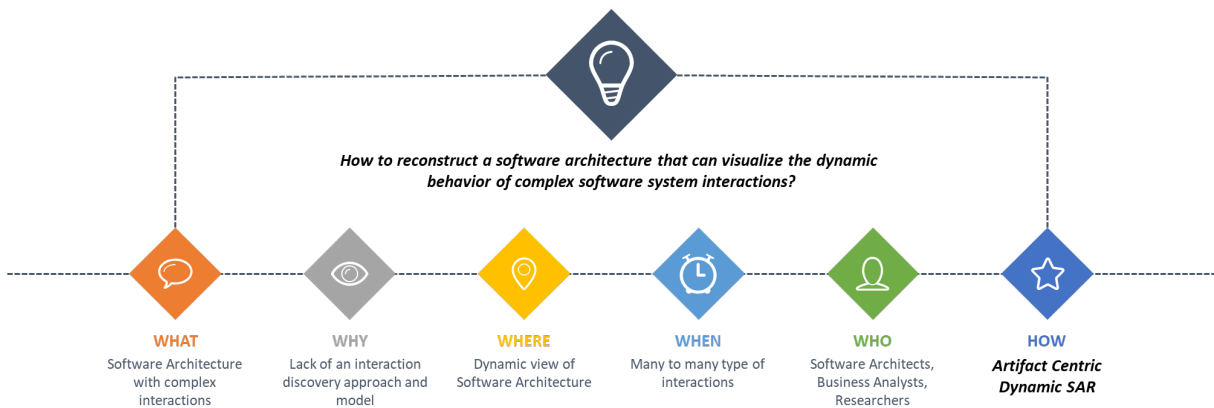 How to reconstruct a software architecture that can visualize the dynamic
behavior of complex software system interactions?
WHAT
Software Architecture
with complex
interactions
WHY
Lack of an interaction
discovery approach and
model
WHERE
Dynamic view of
Software Architecture
WHEN
Many to many type of
interactions
WHO
Software Architects,
Business Analysts,
Researchers
HOW
Artifact Centric
Dynamic SAR